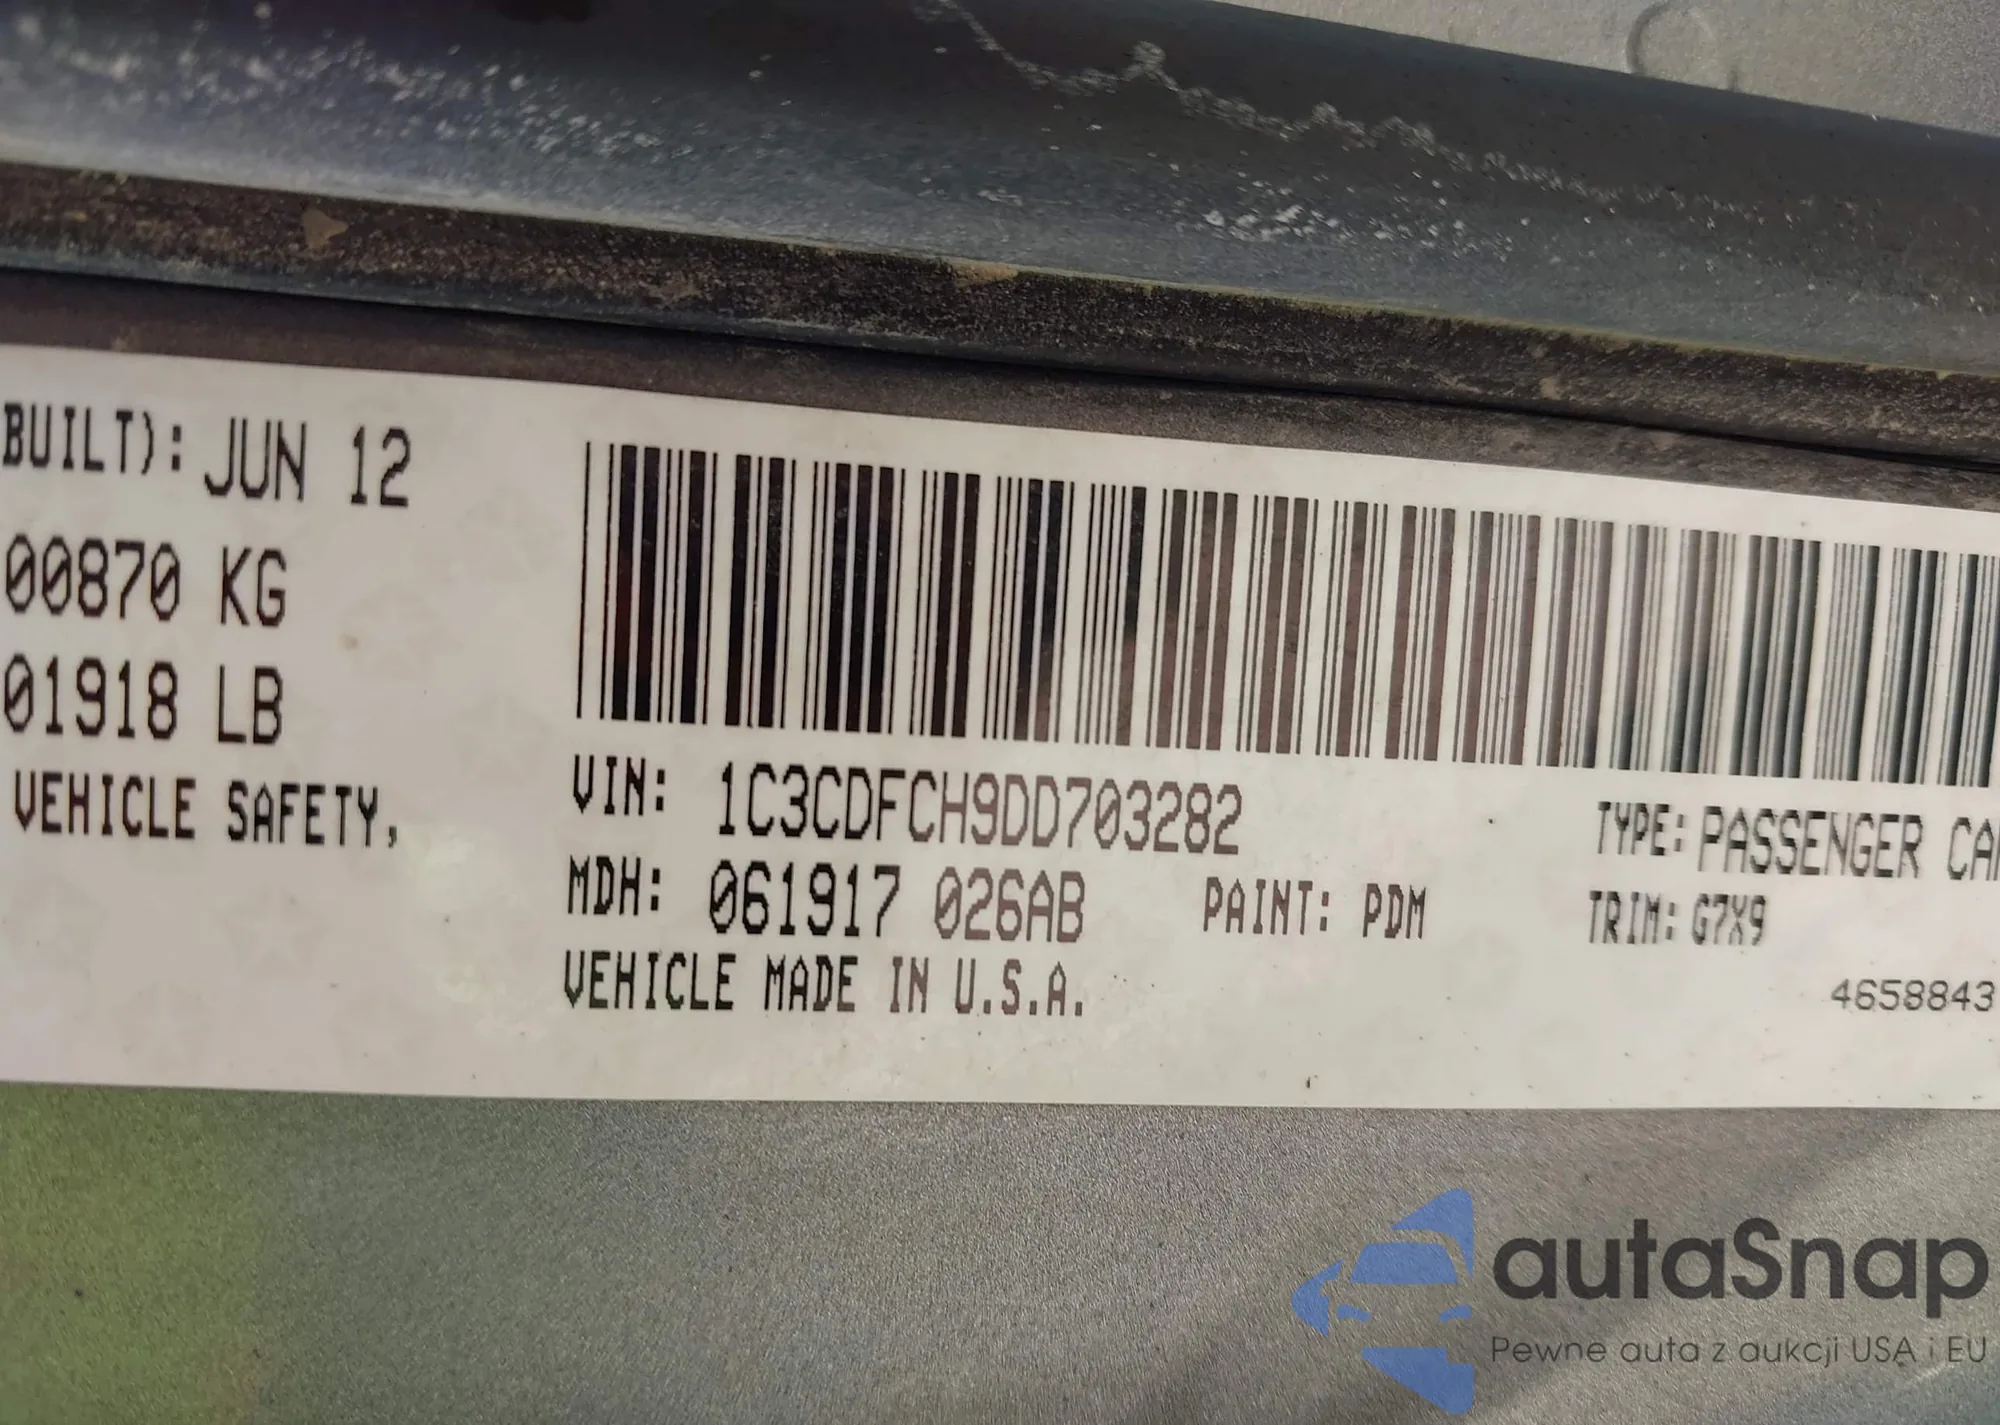 BUILT): JUN 12
00870 KG
01918 LB
VEHICLE SAFETY,
VIN: 1C3CDFCH9DD703282
MDH: 061917 026AB PAINT: PDM
VEHICLE MADE IN U.S.A.
TYPE: PASSENGER CA
TRIM: G7X9
4658843
autaSnap
Pewne auta z aukcji USA i EU